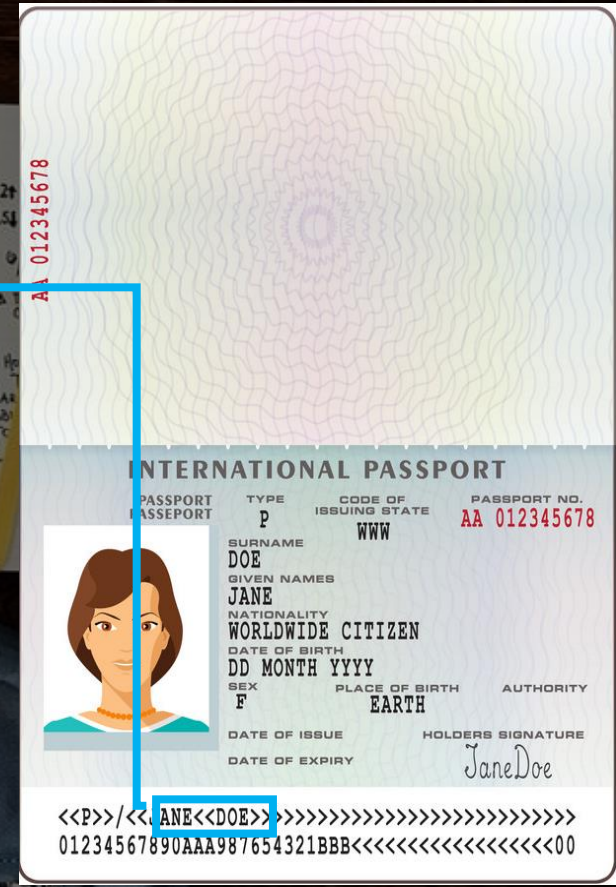 AA 012345678
INTERNATIONAL PASSPORT
PASSPORT TYPE CODE OF PASSPORT NO.
PASSEPORT P ISSUING STATE AA 012345678
WWW
SURNAME
DOE
GIVEN NAMES
JANE
NATIONALITY
WORLDWIDE CITIZEN
DATE OF BIRTH
DD MONTH YYYY
SEX PLACE OF BIRTH AUTHORITY
F EARTH
DATE OF ISSUE HOLDERS SIGNATURE
DATE OF EXPIRY JaneDoe
<<P>>/<<JANE<<DOE>>>>>>>>>>>>>>>>>>>>>>>>>>>
01234567890AAA987654321BBB<<<<<<<<<<<<<<<<<<00